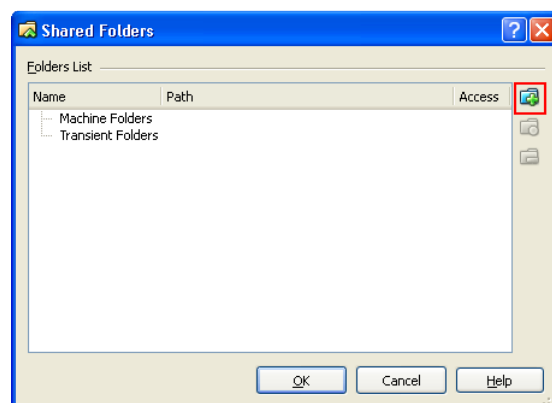 Shared Folders
Folders List
Name Path Access
Machine Folders
Transient Folders
OK Cancel Help